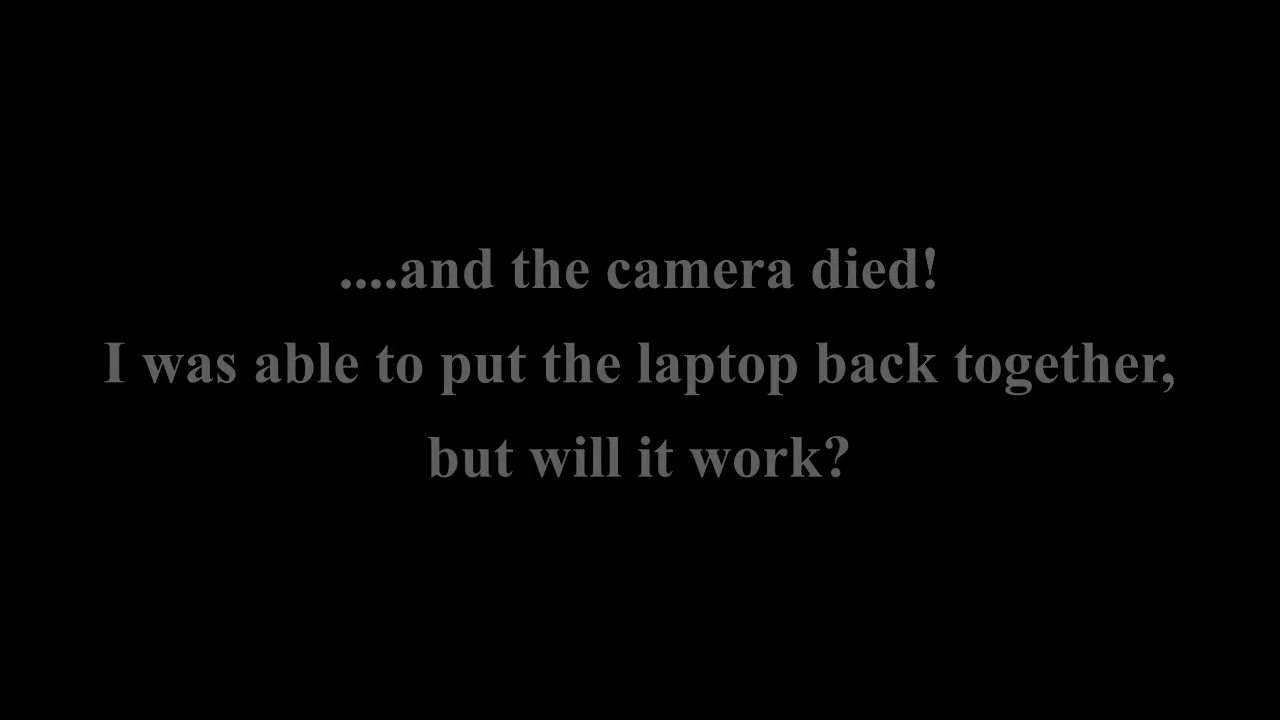 ....and the camera died!
I was able to put the laptop back together,
but will it work?